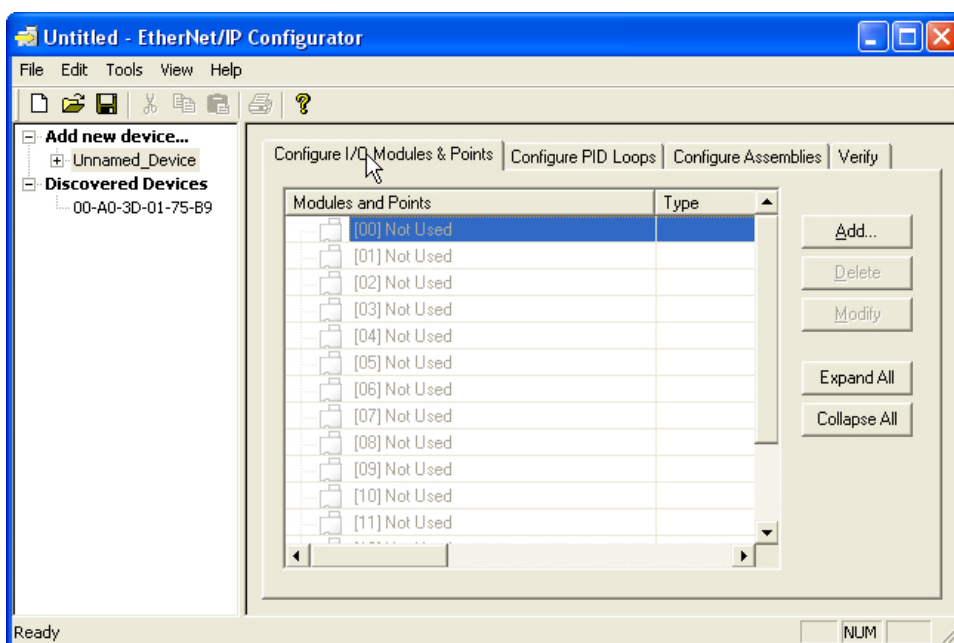 Untitled - EtherNet/IP Configurator
File Edit Tools View Help
Add new device...
Unnamed_Device
Discovered Devices
00-A0-3D-01-75-B9
Configure I/O Modules & Points Configure PID Loops Configure Assemblies Verify
Modules and Points Type
[00] Not Used
[01] Not Used
[02] Not Used
[03] Not Used
[04] Not Used
[05] Not Used
[06] Not Used
[07] Not Used
[08] Not Used
[09] Not Used
[10] Not Used
[11] Not Used
Add...
Delete
Modify
Expand All
Collapse All
Ready NUM